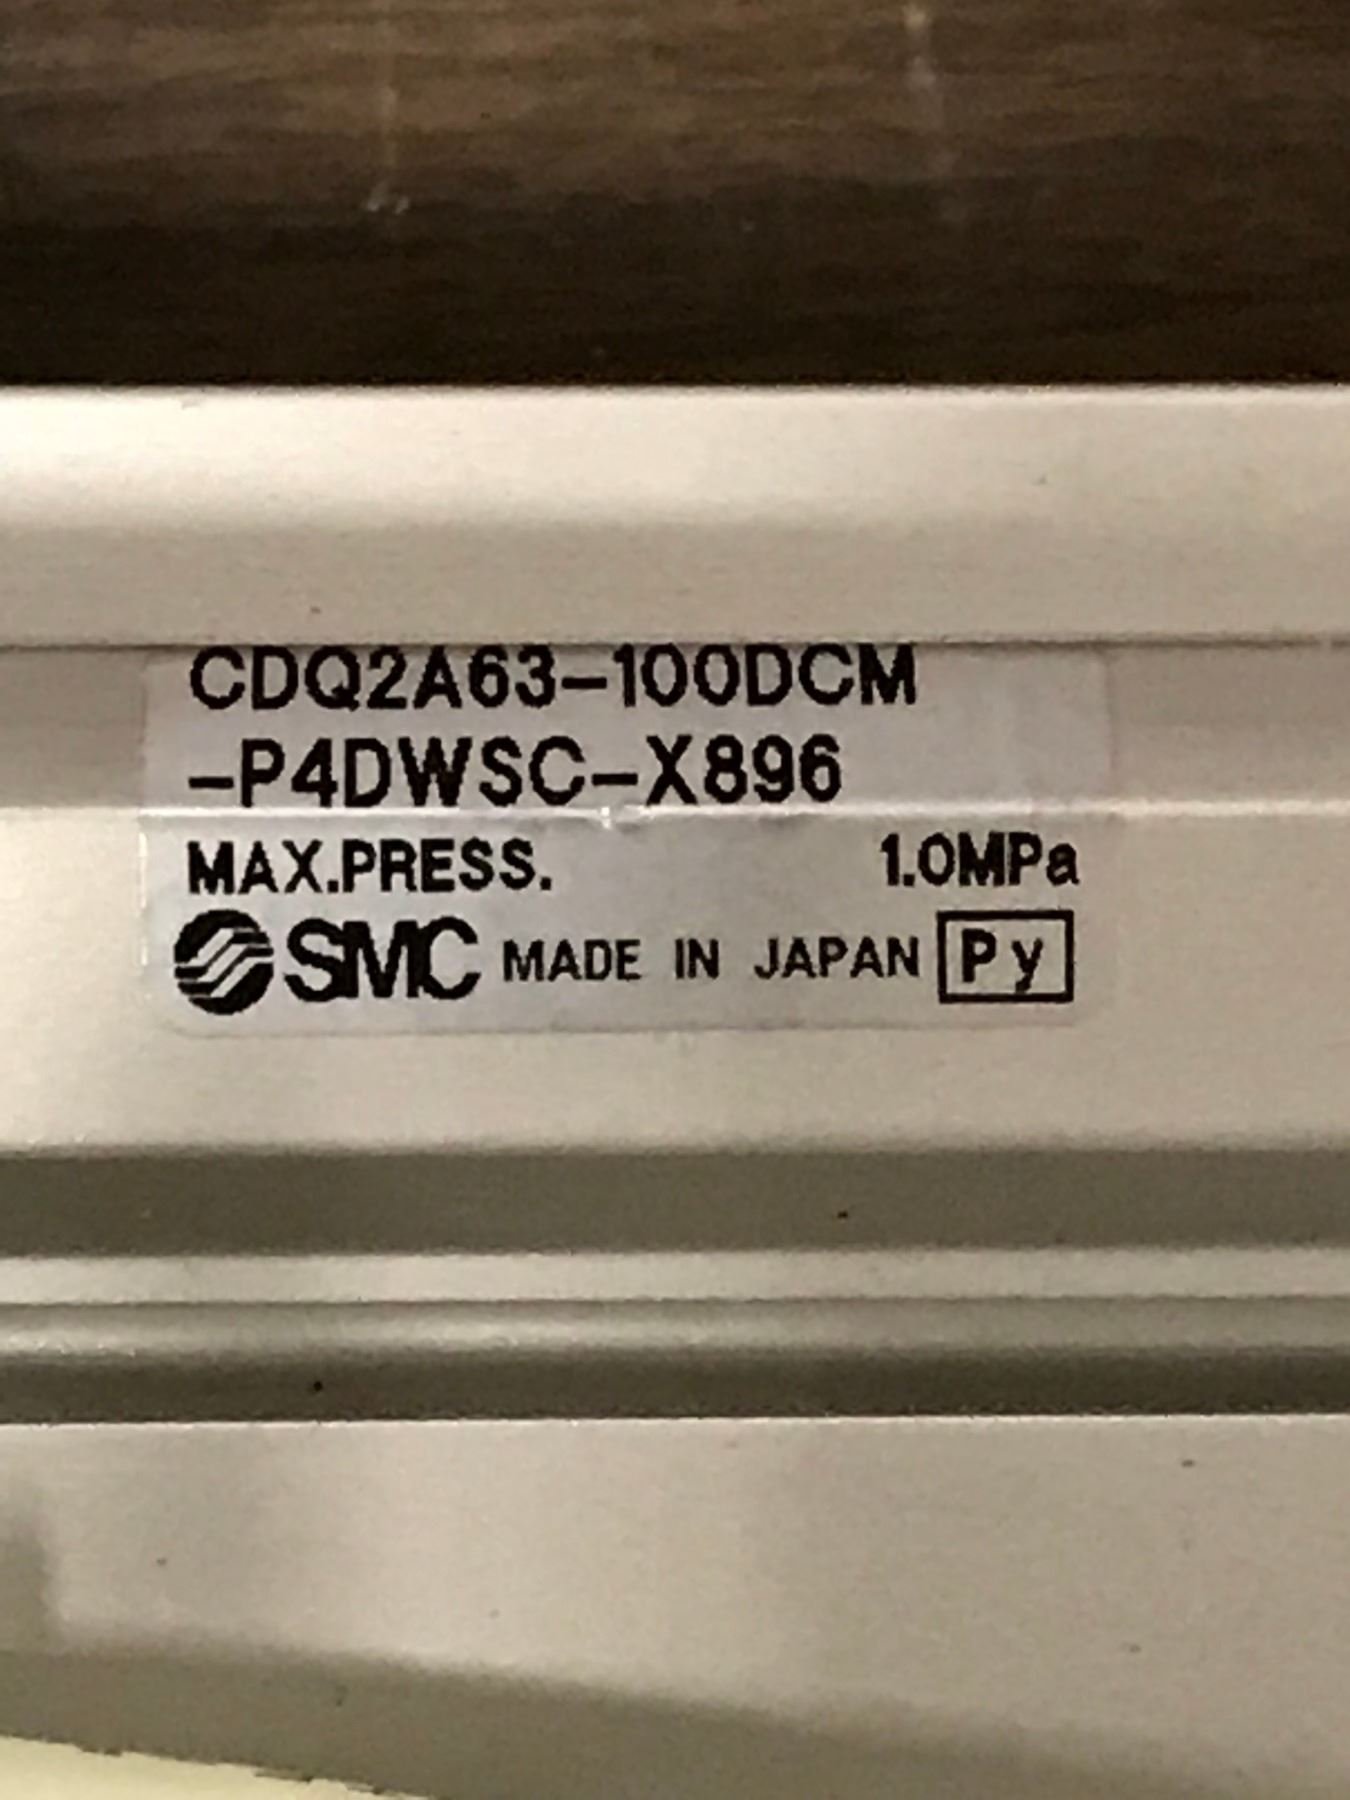 CDQ2A63-100DCM
-P4DWSC-X896
MAX.PRESS. 1.0MPa
SMC MADE IN JAPAN Py